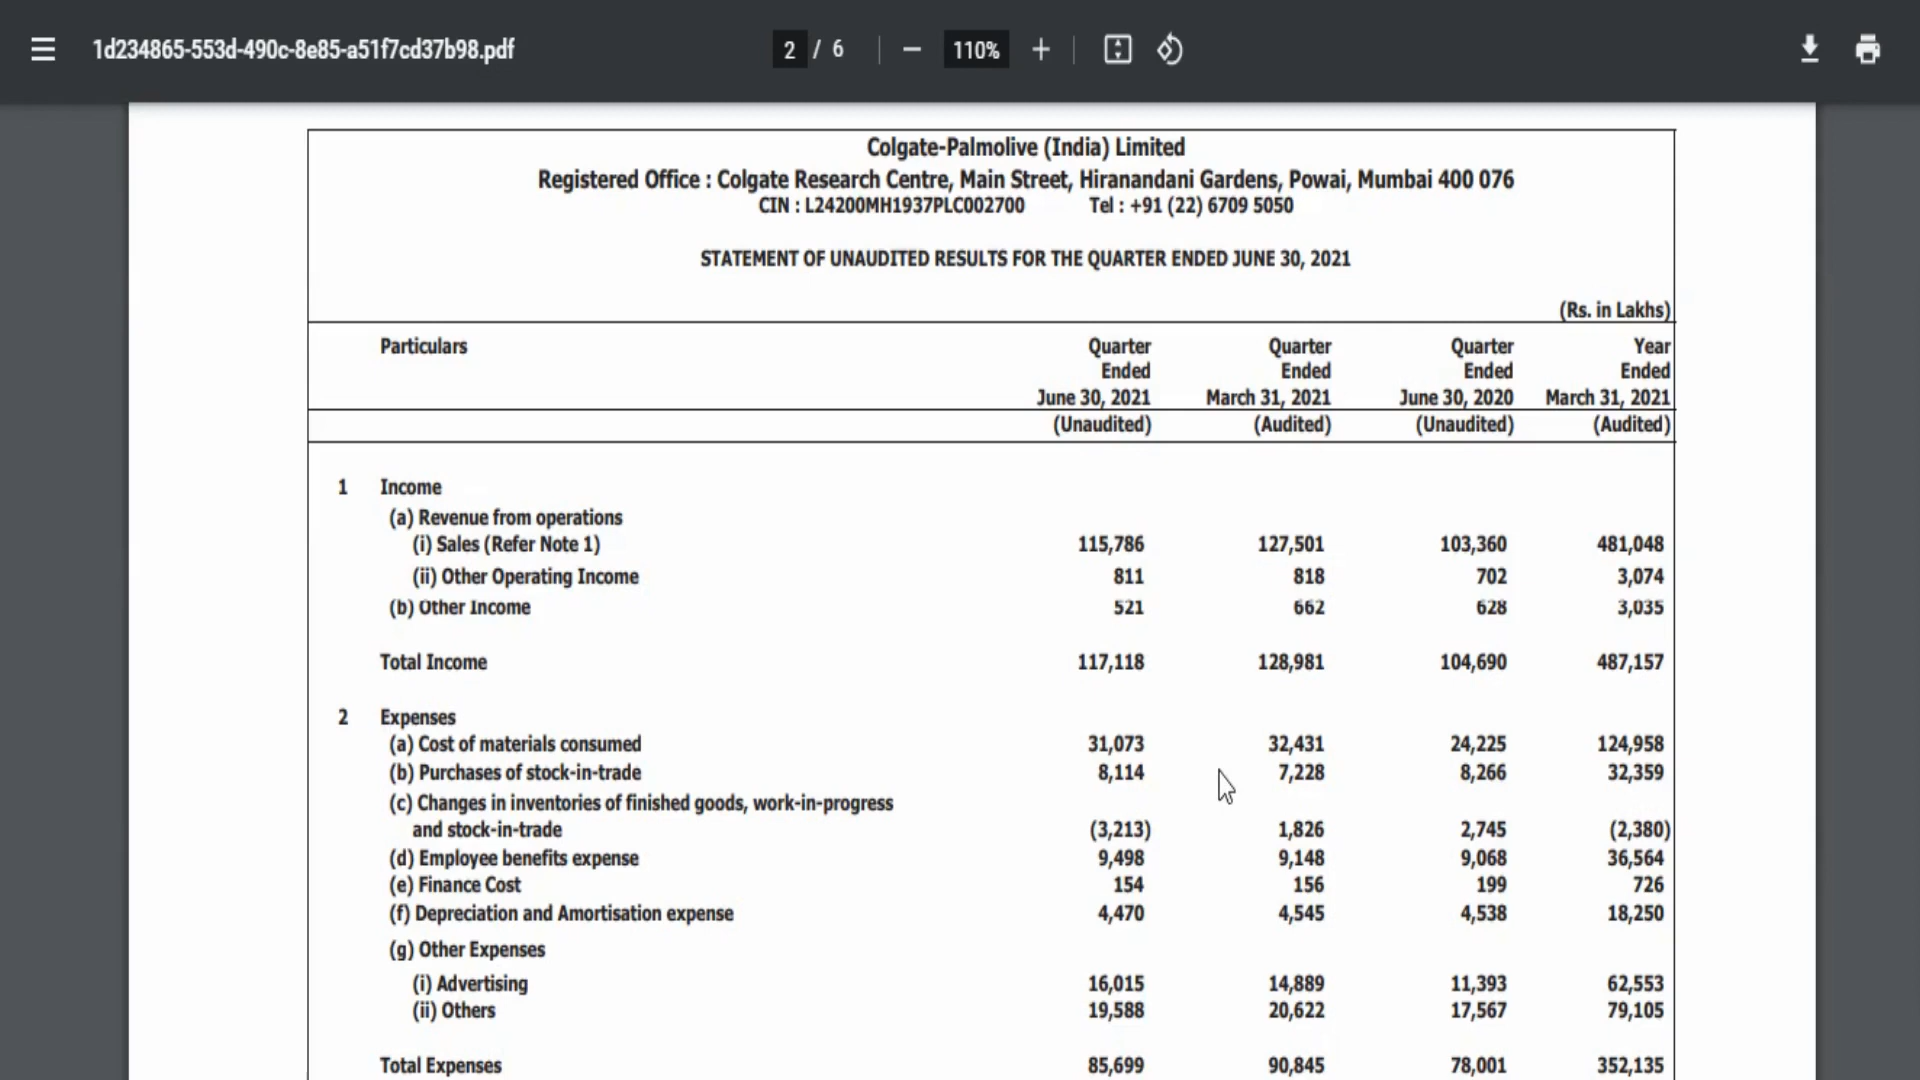 1d234865-553d-490c-8e85-a51f7cd37b98.pdf 2 / 6 110%
Colgate-Palmolive (India) Limited
Registered Office : Colgate Research Centre, Main Street, Hiranandani Gardens, Powai, Mumbai 400 076
CIN : L24200MH1937PLC002700 Tel : +91 (22) 6709 5050
STATEMENT OF UNAUDITED RESULTS FOR THE QUARTER ENDED JUNE 30, 2021
(Rs. in Lakhs)
Particulars Quarter Quarter Quarter Year
Ended Ended Ended Ended
June 30, 2021 March 31, 2021 June 30, 2020 March 31, 2021
(Unaudited) (Audited) (Unaudited) (Audited)
1 Income
(a) Revenue from operations
(i) Sales (Refer Note 1) 115,786 127,501 103,360 481,048
(ii) Other Operating Income 811 818 702 3,074
(b) Other Income 521 662 628 3,035
Total Income 117,118 128,981 104,690 487,157
2 Expenses
(a) Cost of materials consumed 31,073 32,431 24,225 124,958
(b) Purchases of stock-in-trade 8,114 7,228 8,266 32,359
(c) Changes in inventories of finished goods, work-in-progress
and stock-in-trade (3,213) 1,826 2,745 (2,380)
(d) Employee benefits expense 9,498 9,148 9,068 36,564
(e) Finance Cost 154 156 199 726
(f) Depreciation and Amortisation expense 4,470 4,545 4,538 18,250
(g) Other Expenses
(i) Advertising 16,015 14,889 11,393 62,553
(ii) Others 19,588 20,622 17,567 79,105
Total Expenses 85,699 90,845 78,001 352,135